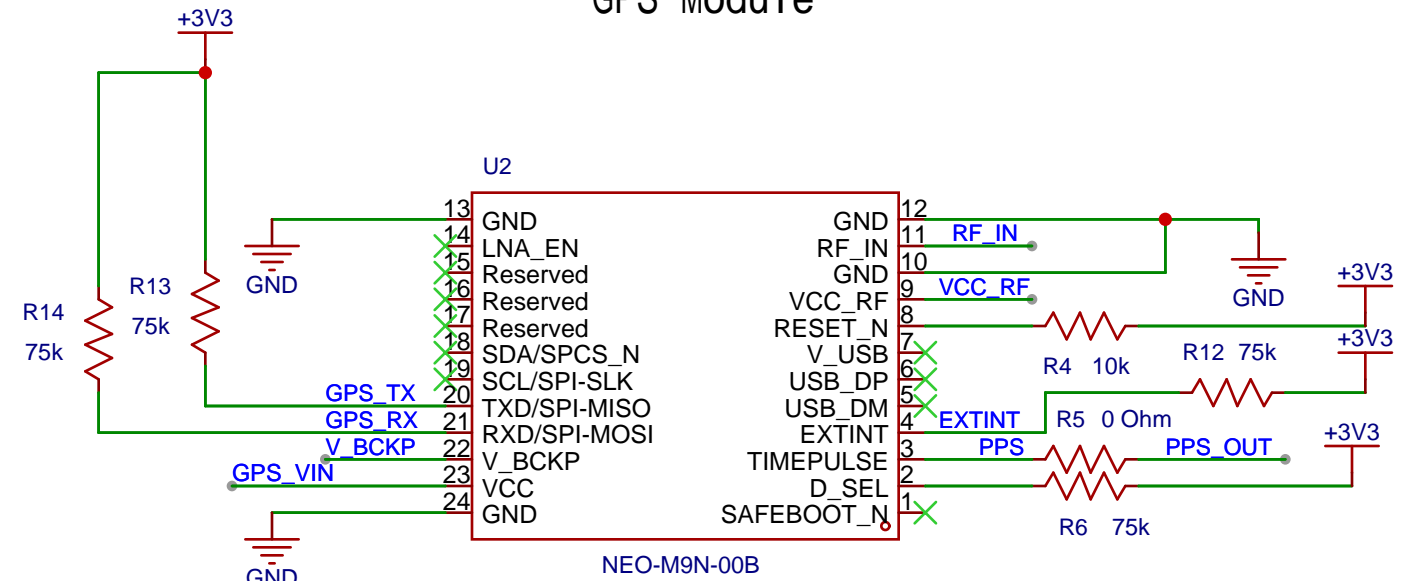 GPS Module
+3V3
U2
13 GND
14 LNA_EN
15 Reserved
16 Reserved
17 Reserved
18 SDA/SPCS_N
19 SCL/SPI-SLK
GPS_TX 20 TXD/SPI-MISO
GPS_RX 21 RXD/SPI-MOSI
V_BCKP 22 V_BCKP
GPS_VIN 23 VCC
24 GND
GND
R13
75k
R14
75k
GND
GND 12
RF_IN 11 RF_IN
GND 10
VCC_RF 9 VCC_RF
RESET_N 8
V_USB 7
USB_DP 6
USB_DM 5
EXTINT 4 EXTINT
TIMEPULSE 3 PPS PPS_OUT
D_SEL 2
SAFEBOOT_N 1
GND
+3V3
R4 10k
R12 75k
+3V3
R5 0 Ohm
+3V3
R6 75k
NEO-M9N-00B